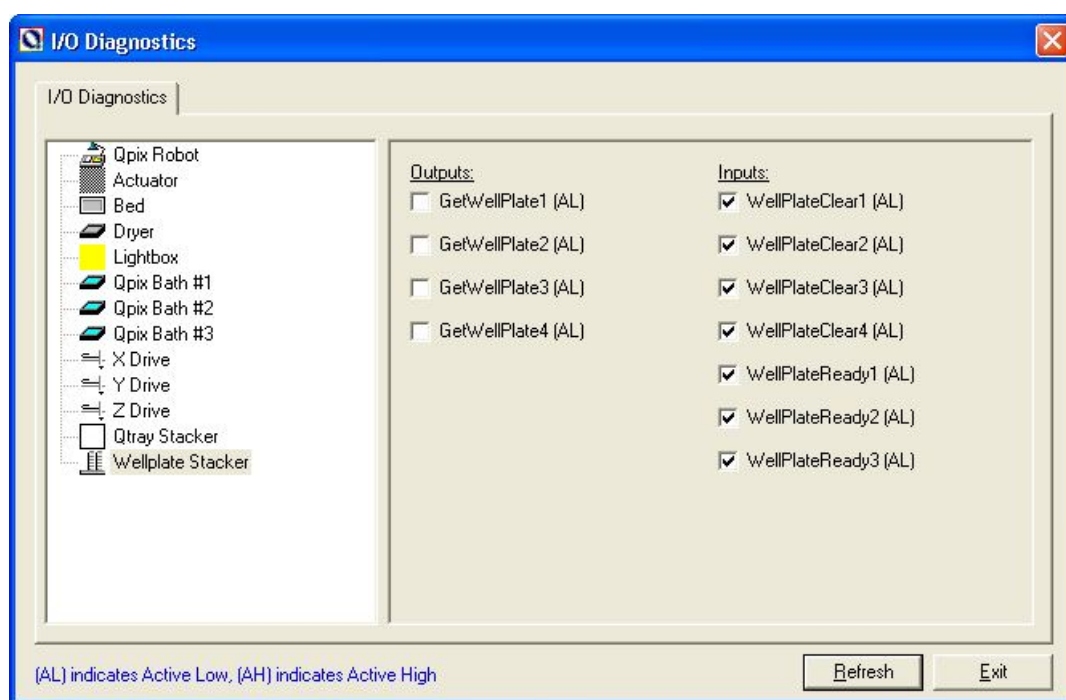 I/O Diagnostics
I/O Diagnostics
Qpix Robot
Actuator
Bed
Dryer
Lightbox
Qpix Bath #1
Qpix Bath #2
Qpix Bath #3
X Drive
Y Drive
Z Drive
Qtray Stacker
Wellplate Stacker
Outputs:
GetWellPlate1 (AL)
GetWellPlate2 (AL)
GetWellPlate3 (AL)
GetWellPlate4 (AL)
Inputs:
WellPlateClear1 (AL)
WellPlateClear2 (AL)
WellPlateClear3 (AL)
WellPlateClear4 (AL)
WellPlateReady1 (AL)
WellPlateReady2 (AL)
WellPlateReady3 (AL)
(AL) indicates Active Low, (AH) indicates Active High
Refresh
Exit